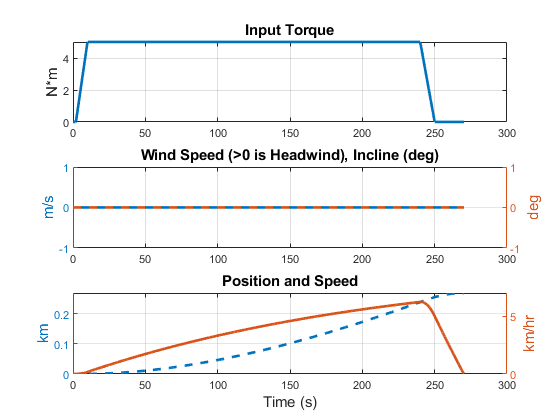 Input Torque
N*m
4
2
0
0 50 100 150 200 250 300
Wind Speed (>0 is Headwind), Incline (deg)
m/s
1
0
-1
1
0
-1
deg
0 50 100 150 200 250 300
Position and Speed
km
0.2
0.1
0
5
0
km/hr
0 50 100 150 200 250 300
Time (s)